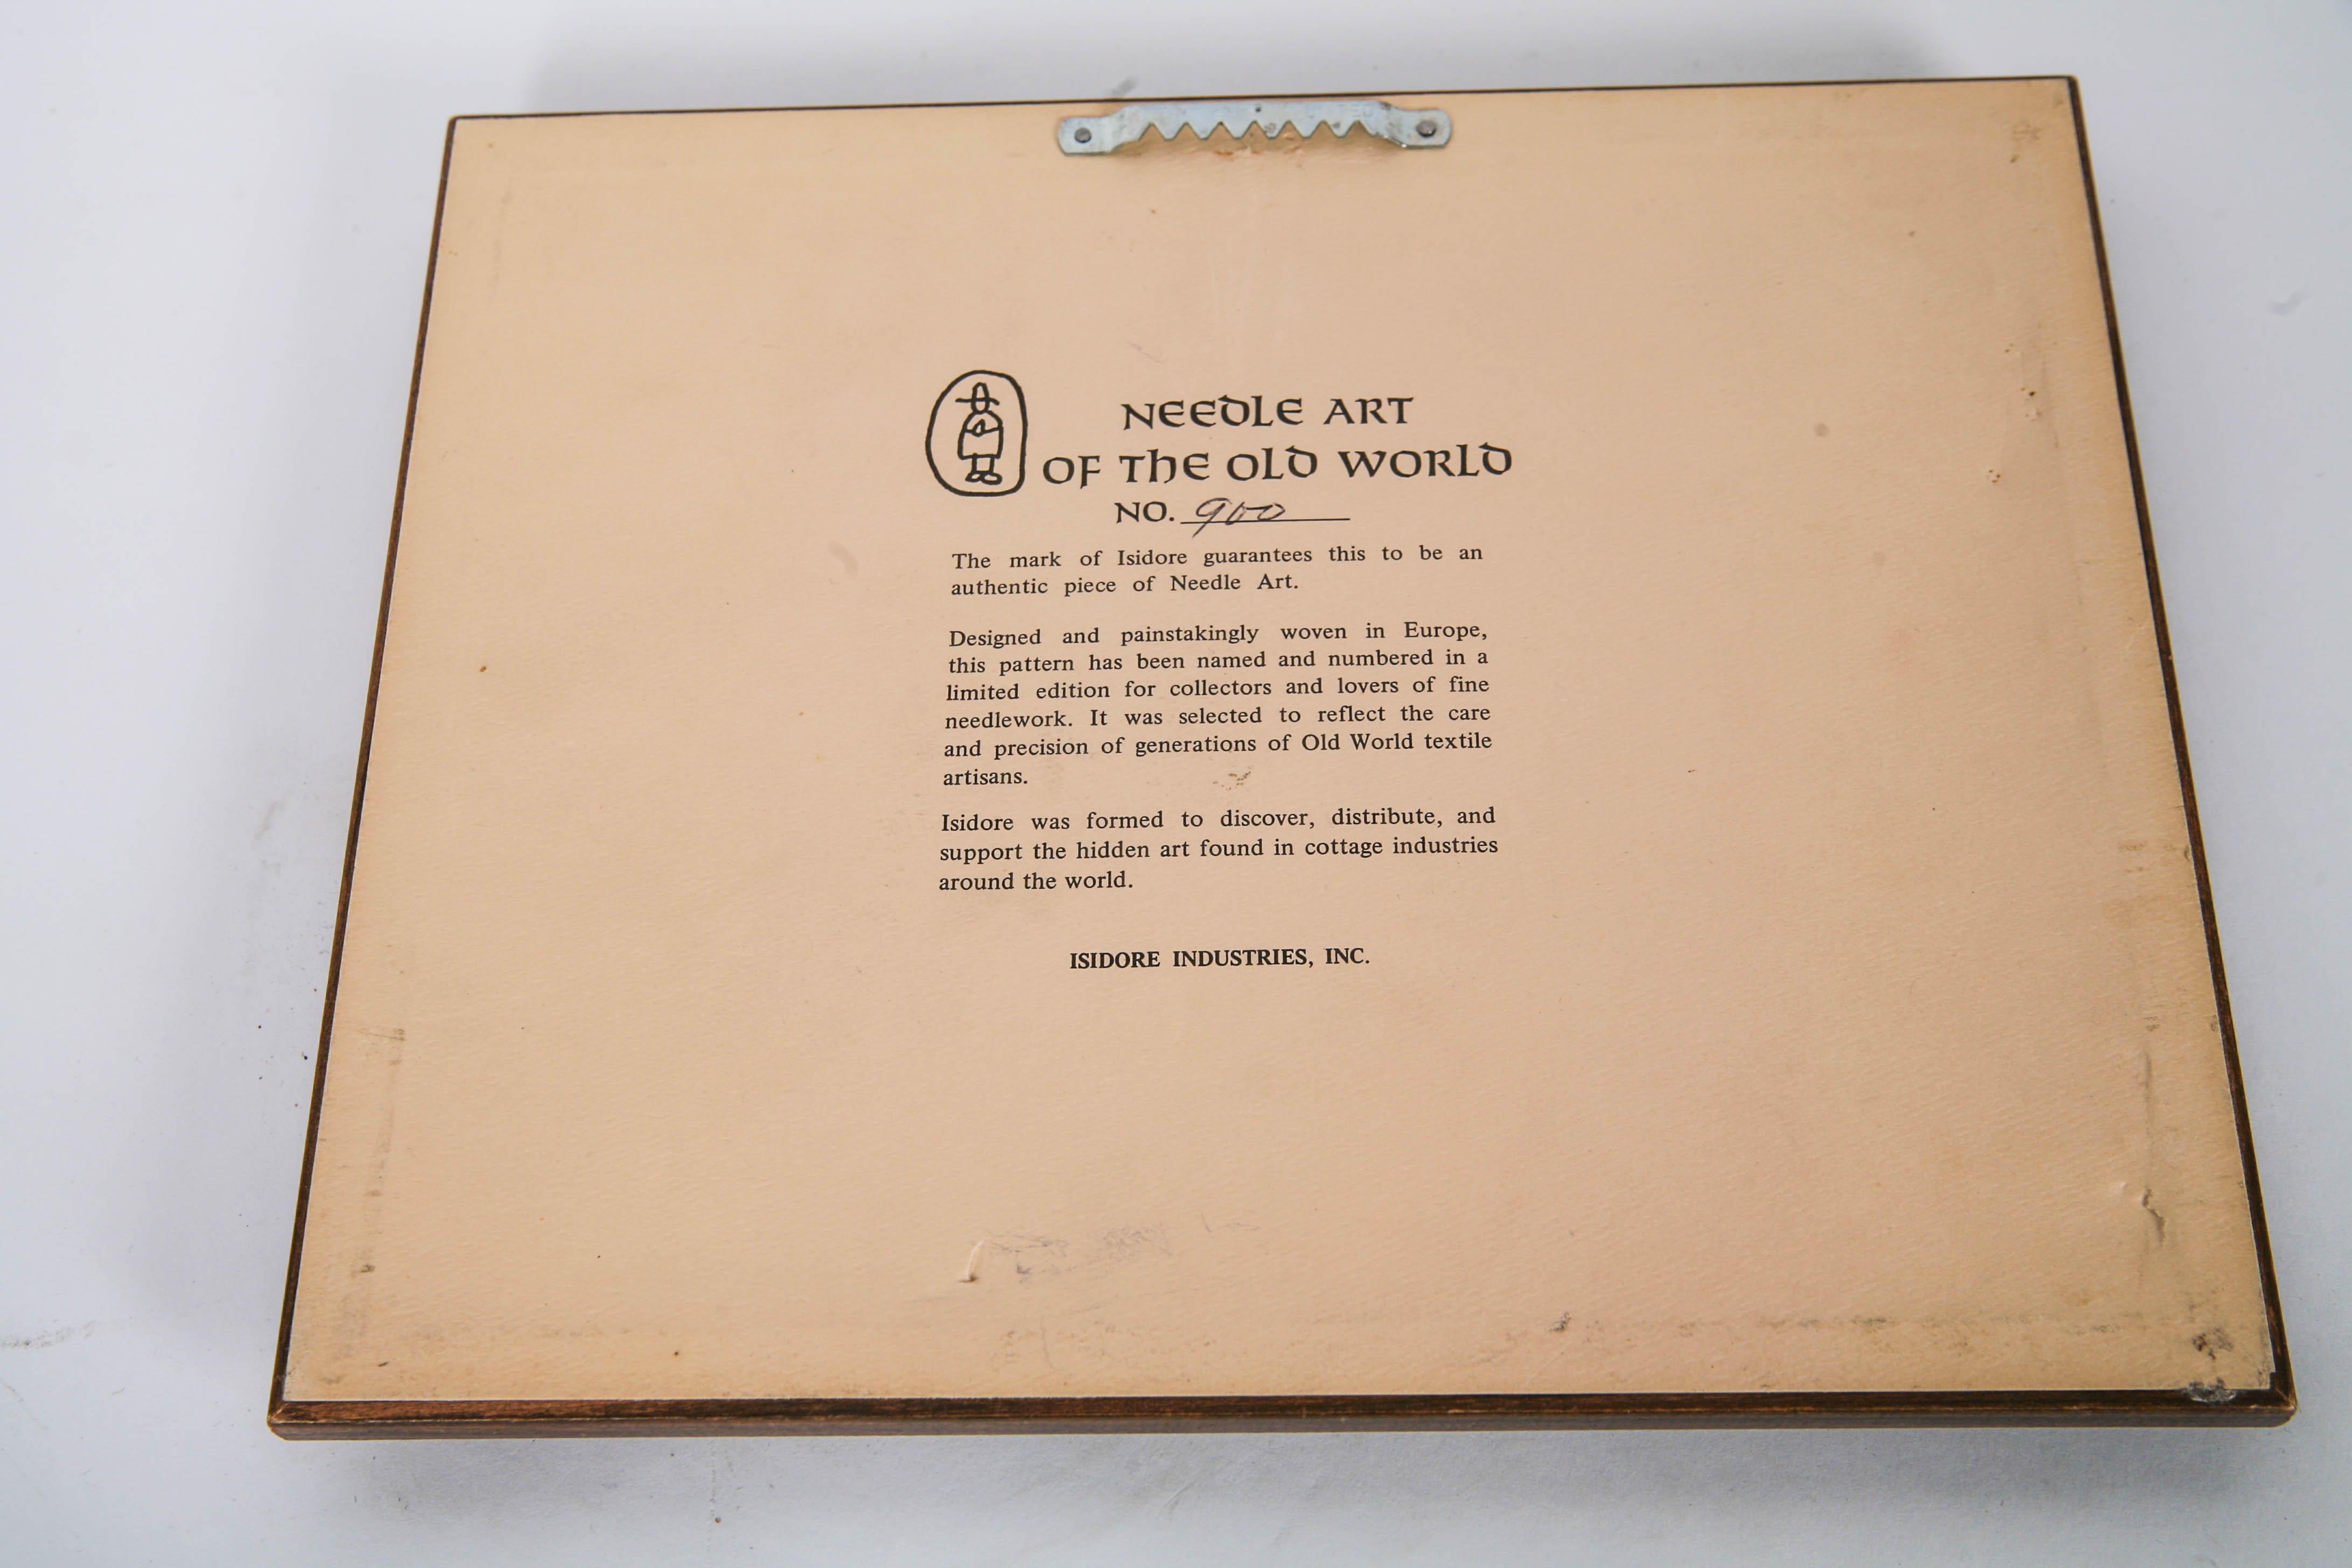 NEEDLE ART
OF THE OLD WORLD
NO. 900
The mark of Isidore guarantees this to be an
authentic piece of Needle Art.
Designed and painstakingly woven in Europe,
this pattern has been named and numbered in a
limited edition for collectors and lovers of fine
needlework. It was selected to reflect the care
and precision of generations of Old World textile
artisans.
Isidore was formed to discover, distribute, and
support the hidden art found in cottage industries
around the world.
ISIDORE INDUSTRIES, INC.